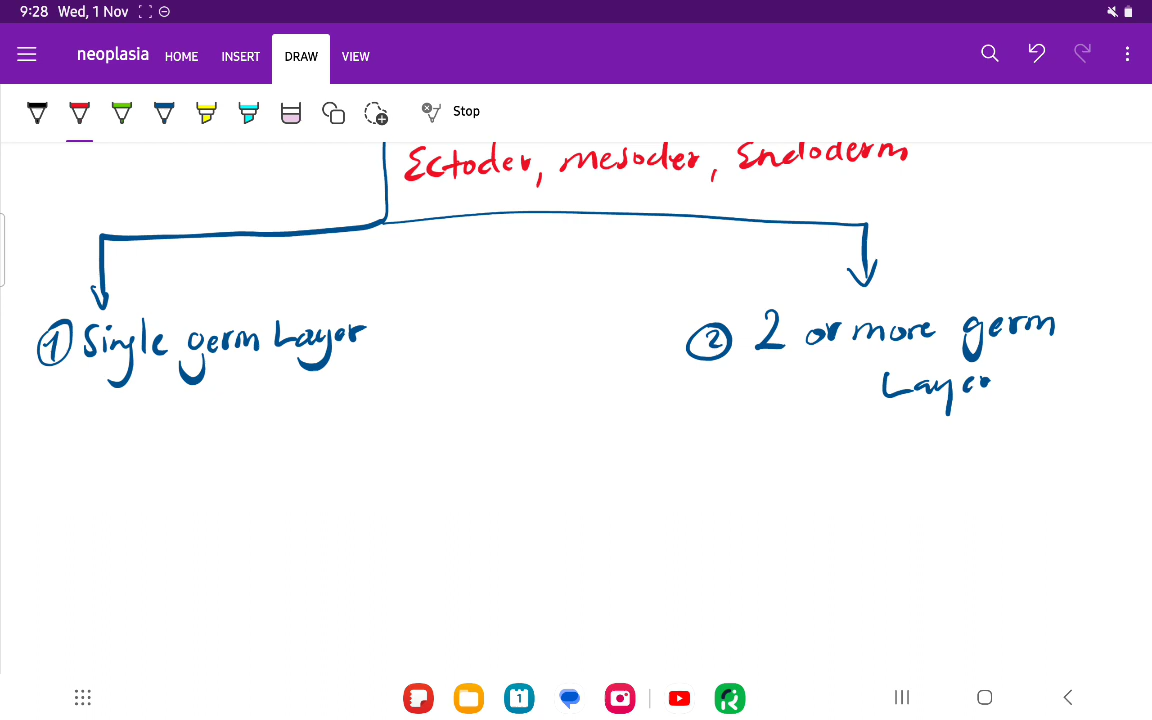 9:28 Wed, 1 Nov
neoplasia HOME INSERT DRAW VIEW
Stop
Ectoder, mesoder, Endoderm
① Single germ Layer
② 2 or more germ
Layer
1